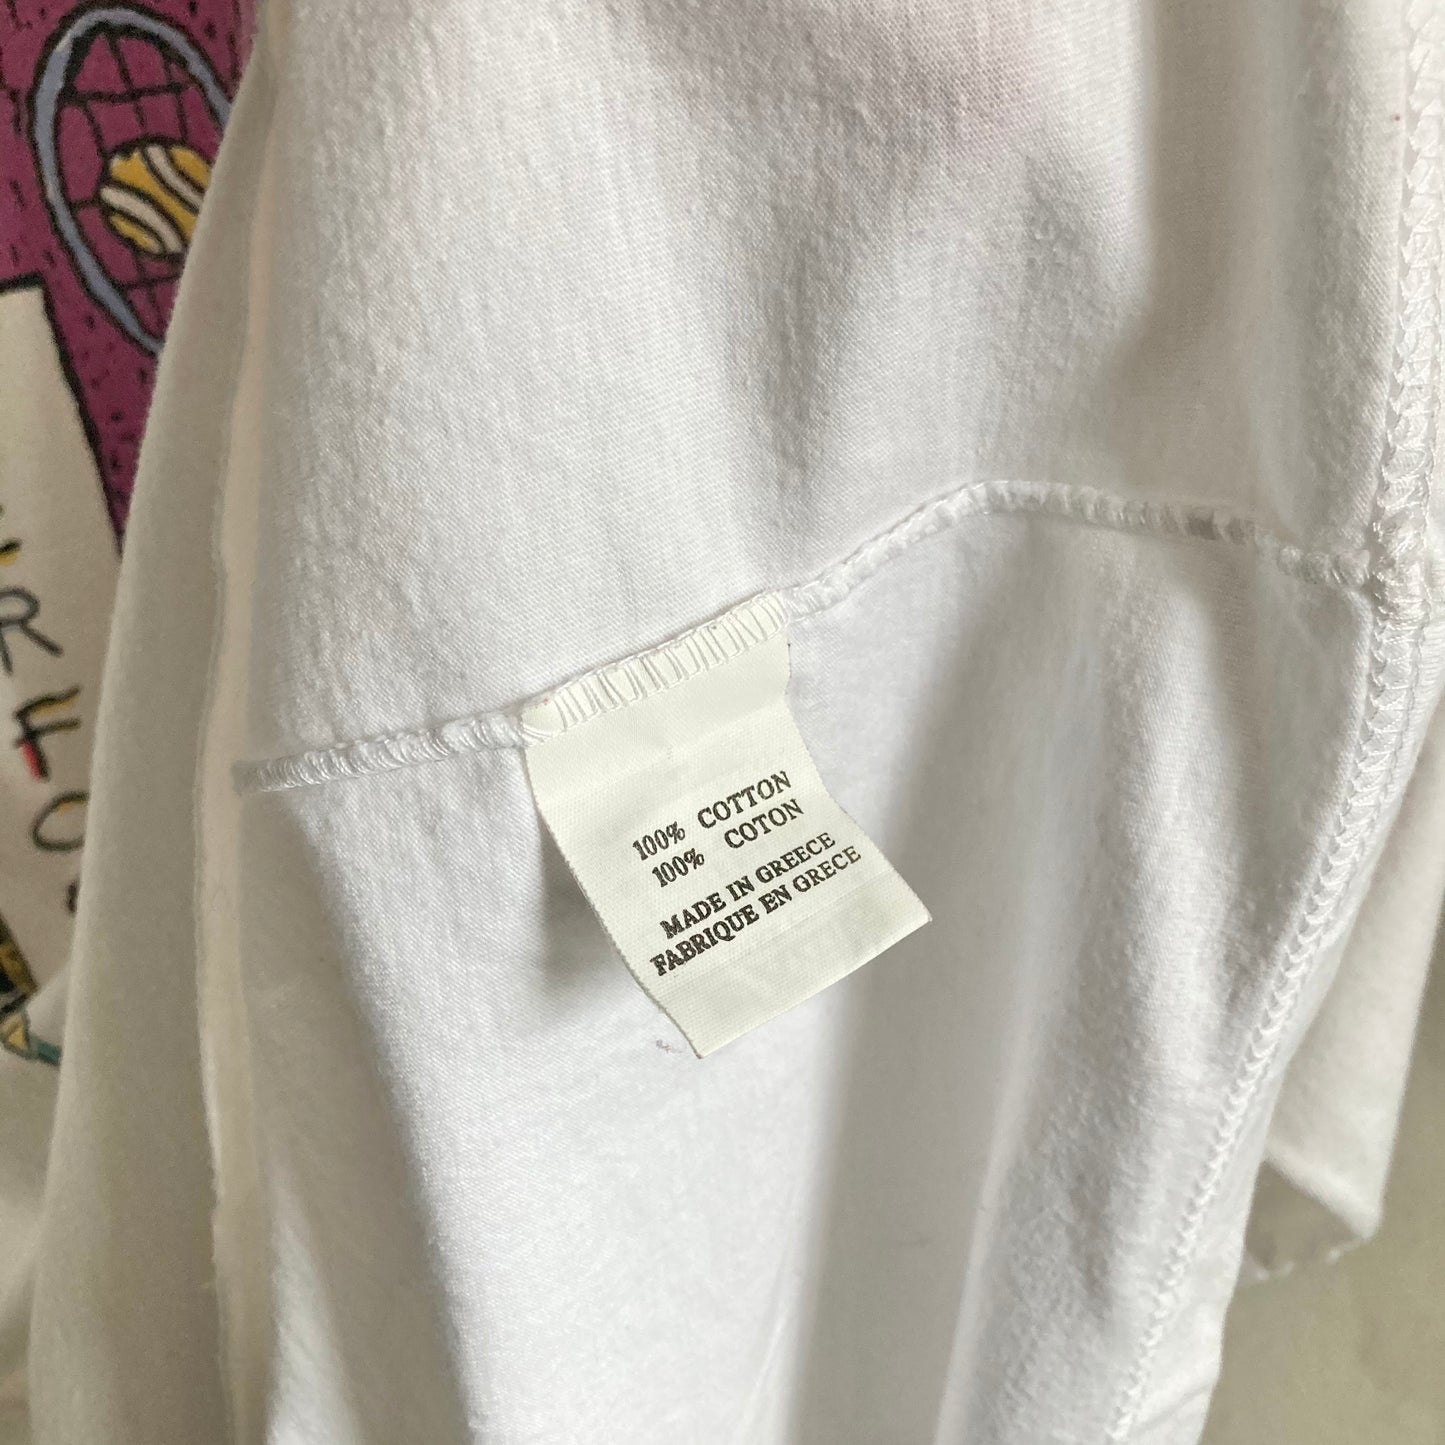 100% COTTON
100% COTON
MADE IN GREECE
FABRIQUE EN GRECE